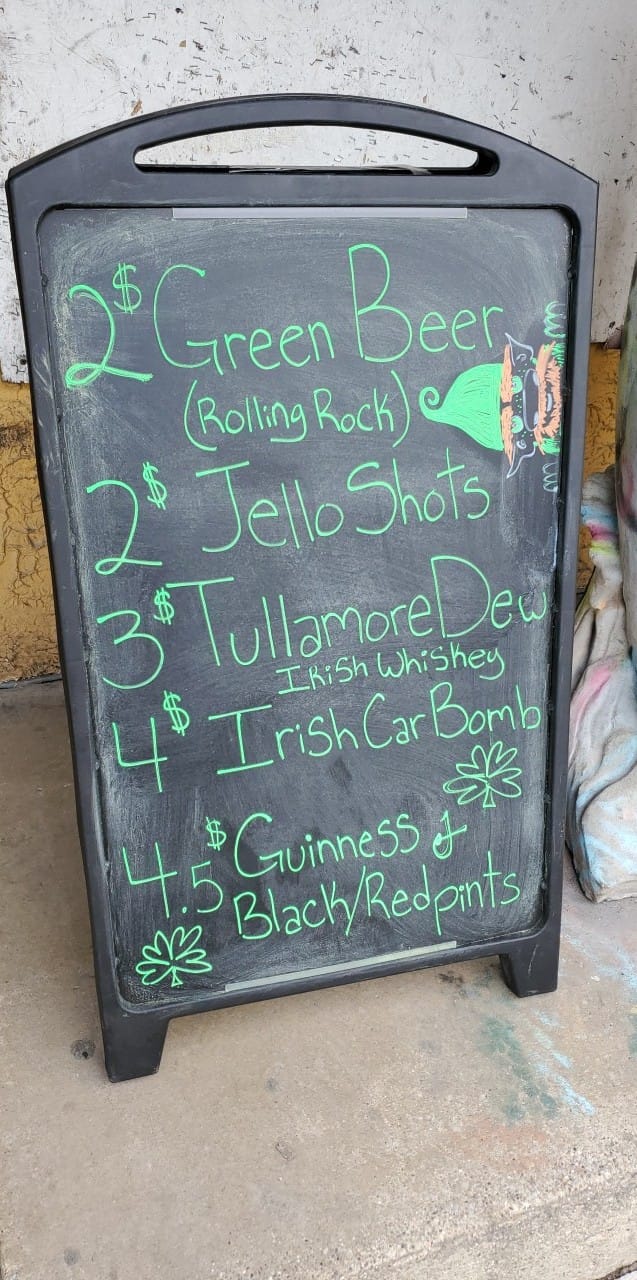 2$ Green Beer
(Rolling Rock)
2$ Jello Shots
3$ Tullamore Dew
Irish Whiskey
4$ Irish Car Bomb
4.5$ Guinness &
Black/Red pints